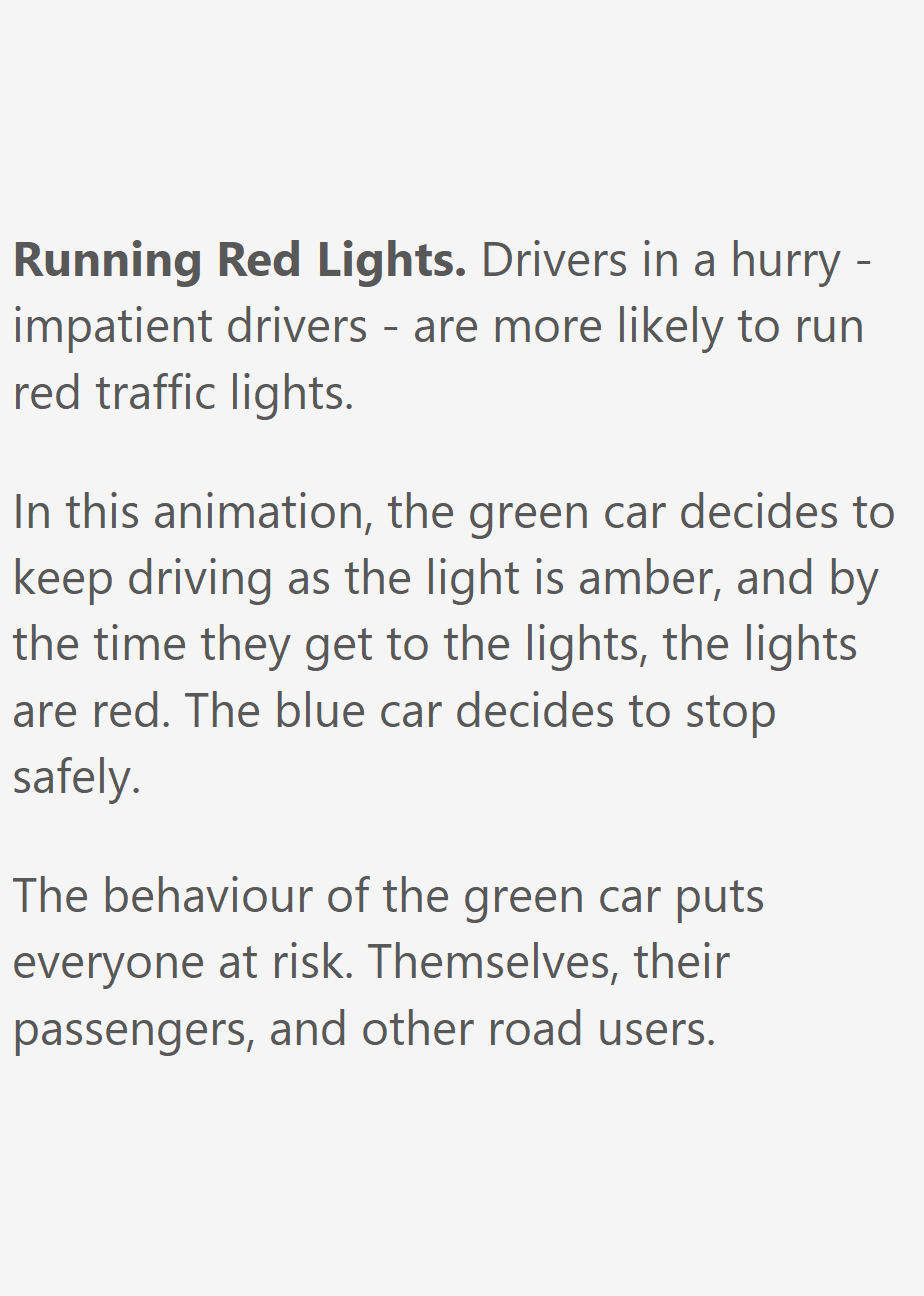 Running Red Lights. Drivers in a hurry -
impatient drivers - are more likely to run
red traffic lights.
In this animation, the green car decides to
keep driving as the light is amber, and by
the time they get to the lights, the lights
are red. The blue car decides to stop
safely.
The behaviour of the green car puts
everyone at risk. Themselves, their
passengers, and other road users.